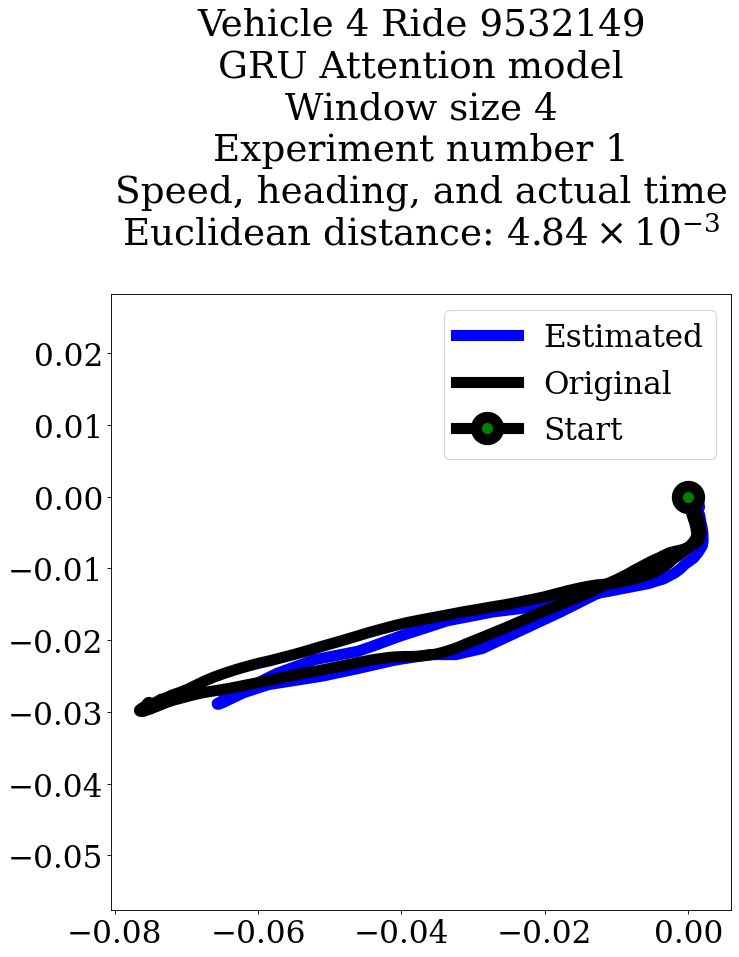 Vehicle 4 Ride 9532149
GRU Attention model
Window size 4
Experiment number 1
Speed, heading, and actual time
Euclidean distance: 4.84 × 10⁻³
Estimated
Original
Start
0.02
0.01
0.00
−0.01
−0.02
−0.03
−0.04
−0.05
−0.08 −0.06 −0.04 −0.02 0.00